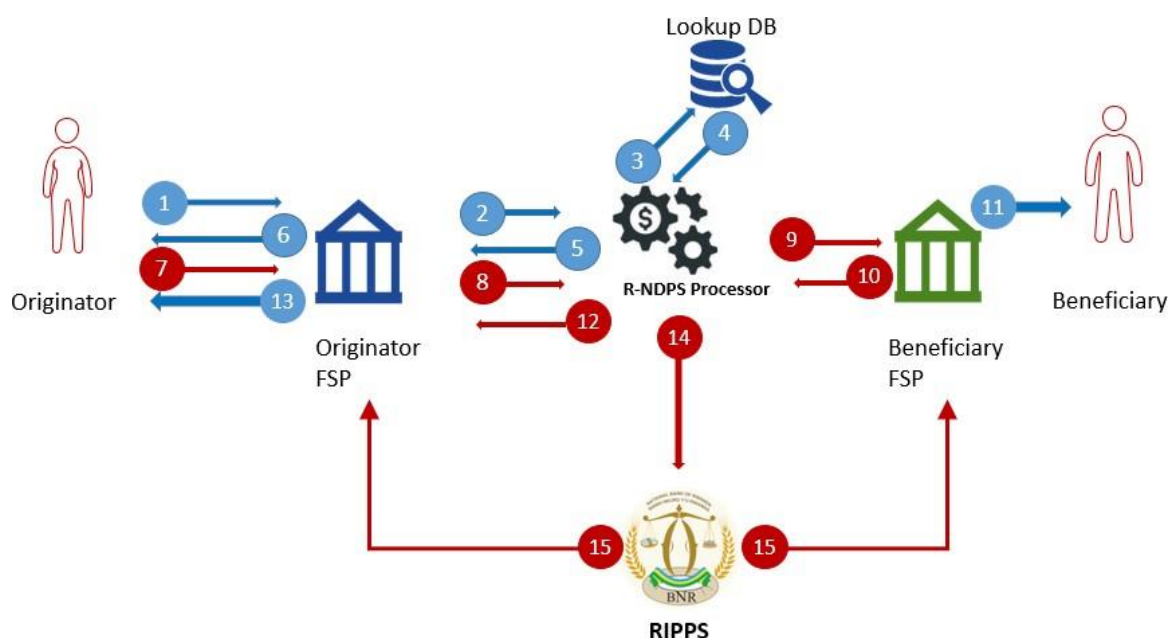 Lookup DB
3
4
1
6
7
13
2
5
8
12
$
9
10
11
Originator
R-NDPS Processor
Beneficiary
14
Originator
FSP
Beneficiary
FSP
15
15
BNR
RIPPS